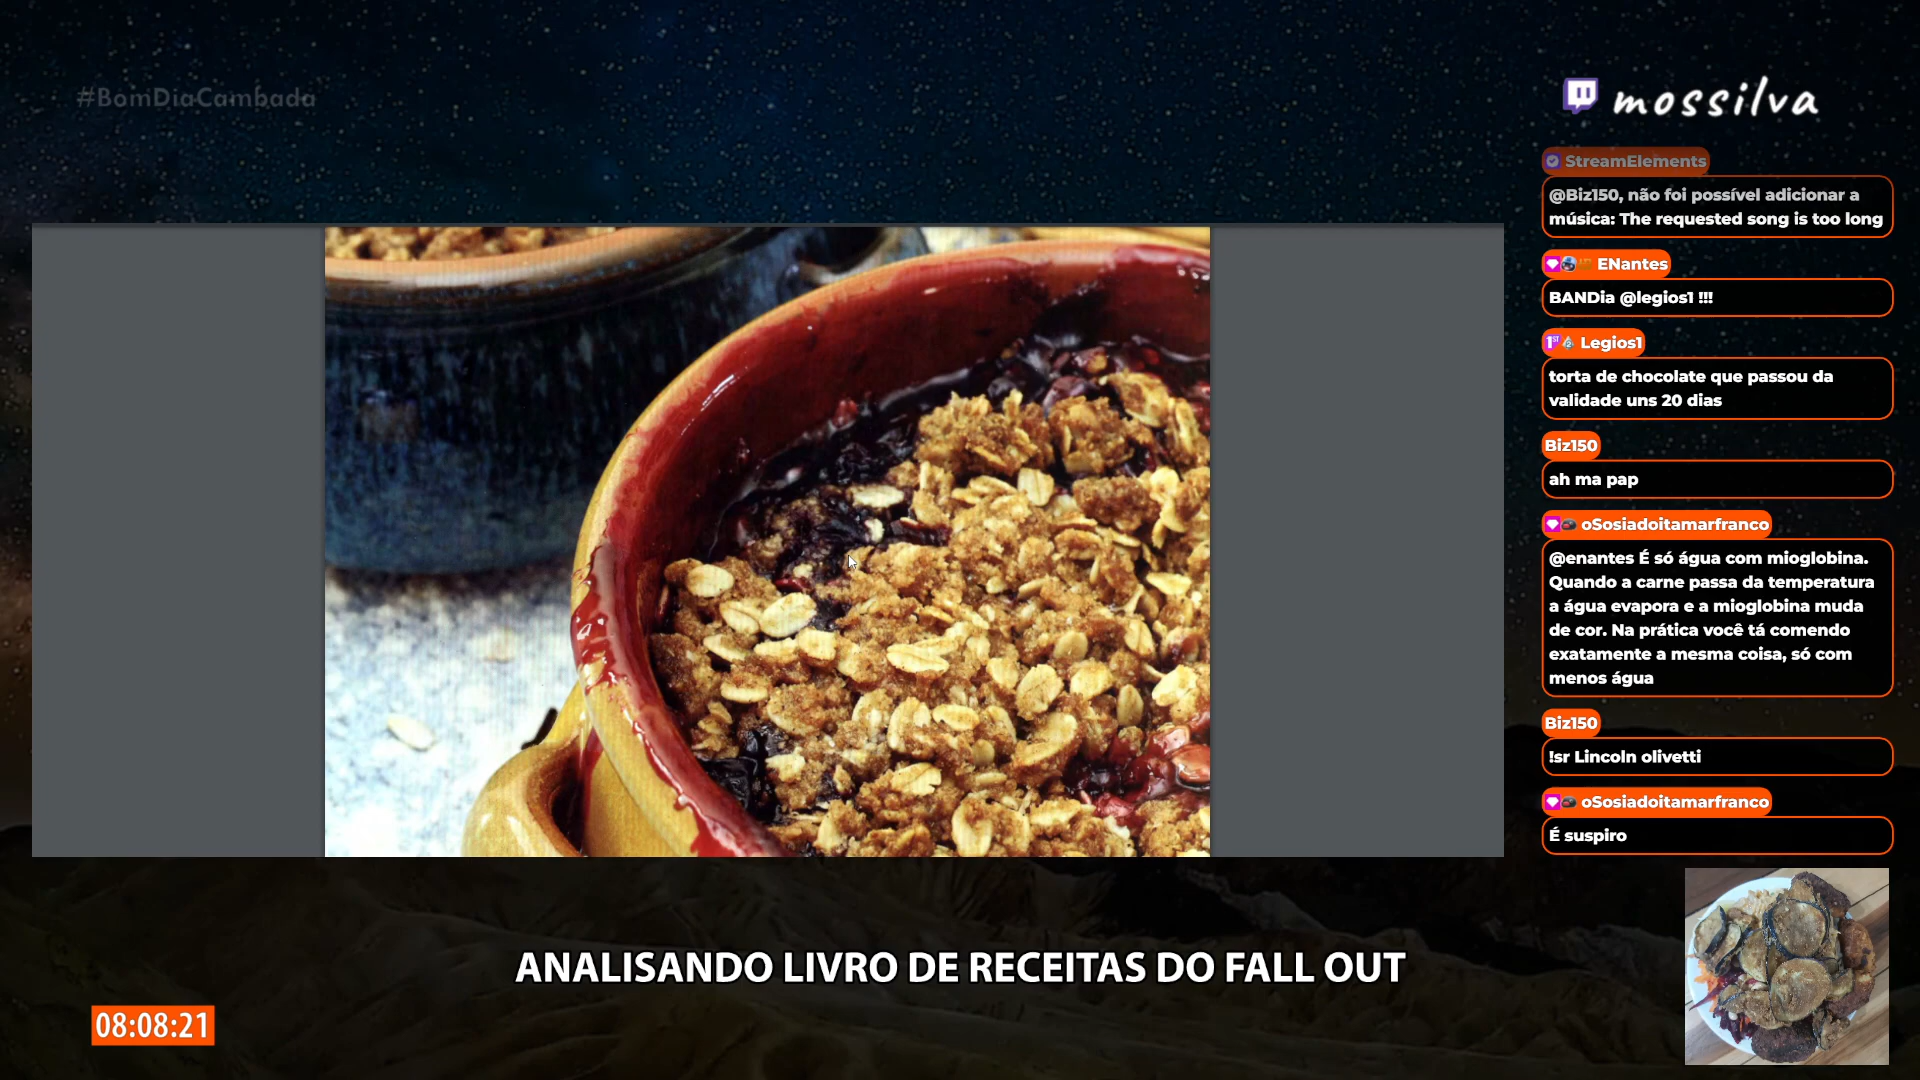 #BomDiaCambada
mossilva
StreamElements
@Biz150, não foi possível adicionar a
música: The requested song is too long
ENantes
BANDia @legios1 !!!
1ST Legios1
torta de chocolate que passou da
validade uns 20 dias
Biz150
ah ma pap
oSosiadoitamarfranco
@enantes É só água com mioglobina.
Quando a carne passa da temperatura
a água evapora e a mioglobina muda
de cor. Na prática você tá comendo
exatamente a mesma coisa, só com
menos água
Biz150
!sr Lincoln olivetti
oSosiadoitamarfranco
É suspiro
ANALISANDO LIVRO DE RECEITAS DO FALL OUT
08:08:21